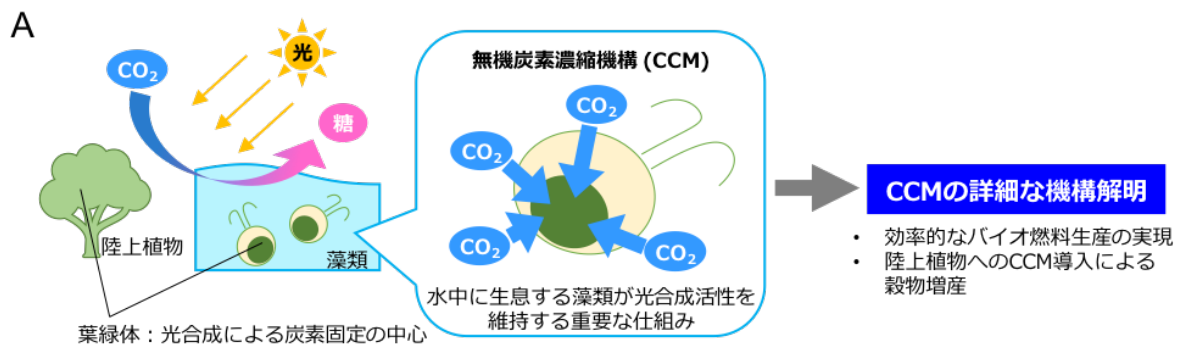 A
光
CO2
糖
陸上植物
藻類
葉緑体：光合成による炭素固定の中心
無機炭素濃縮機構 (CCM)
CO2
CO2
CO2
CO2
水中に生息する藻類が光合成活性を
維持する重要な仕組み
CCMの詳細な機構解明
• 効率的なバイオ燃料生産の実現
• 陸上植物へのCCM導入による
穀物増産